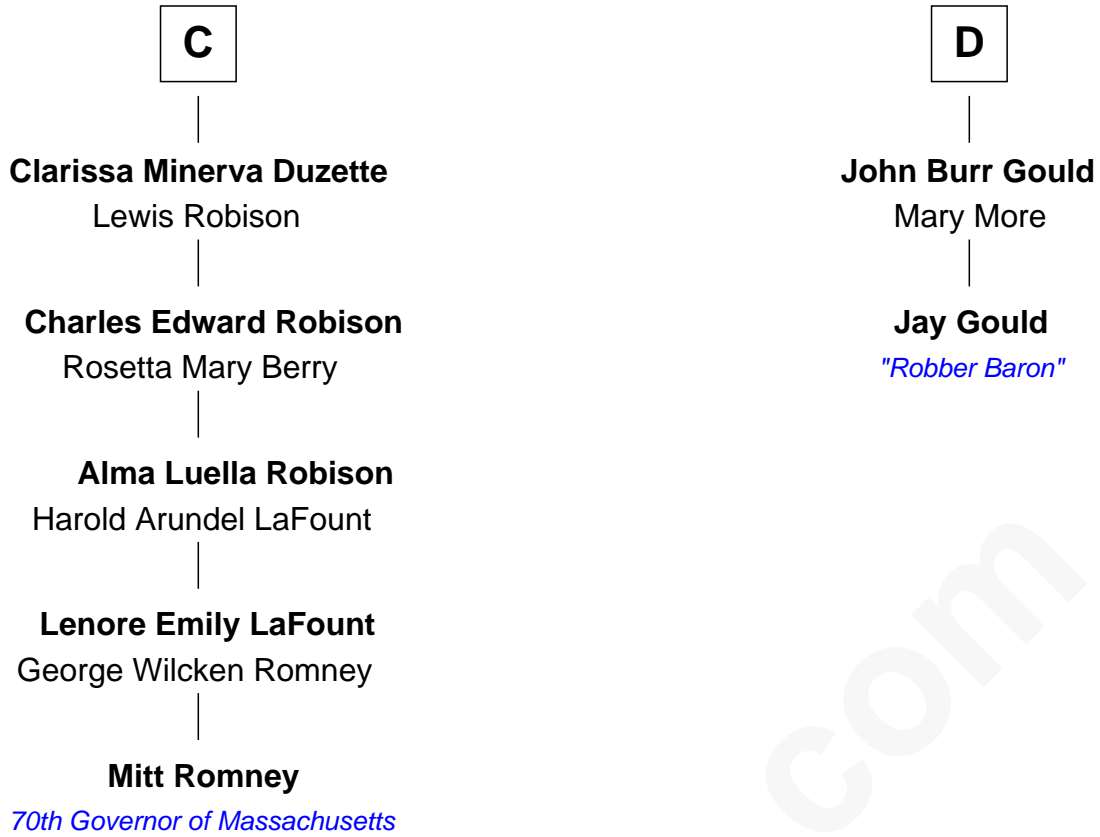 C
Clarissa Minerva Duzette
Lewis Robison
Charles Edward Robison
Rosetta Mary Berry
Alma Luella Robison
Harold Arundel LaFount
Lenore Emily LaFount
George Wilcken Romney
Mitt Romney
70th Governor of Massachusetts
D
John Burr Gould
Mary More
Jay Gould
"Robber Baron"
com